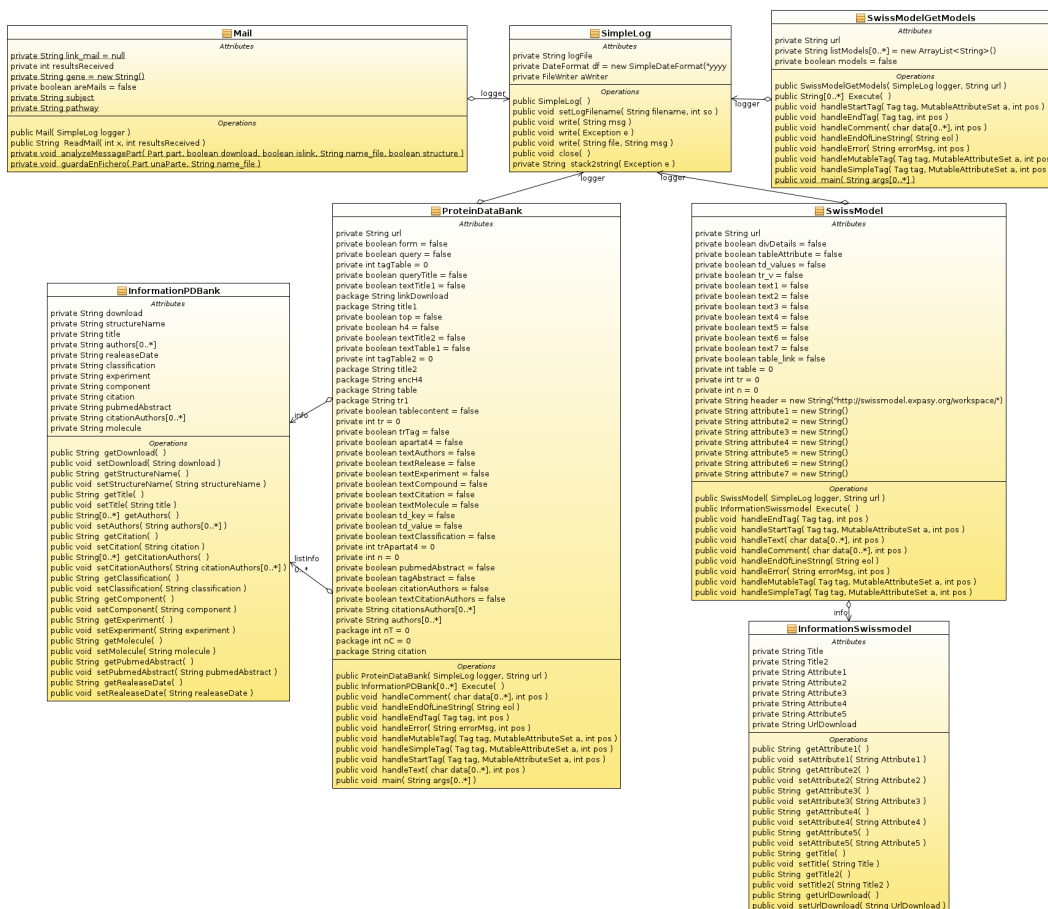 Mail
Attributes
private String link_mail = null
private int resultsReceived
private String gene = new String()
private boolean areMails = false
private String subject
private String pathway
Operations
public Mail( SimpleLog logger )
public String ReadMail( int x, int resultsReceived )
private void analyzeMessagePart( Part part, boolean download, boolean islink, String name_file, boolean structure )
private void guardaEnFichero( Part unaParte, String name_file )
logger
SimpleLog
Attributes
private String logFile
private DateFormat df = new SimpleDateFormat("yyyy
private FileWriter aWriter
Operations
public SimpleLog( )
public void setLogFilename( String filename, int so )
public void write( String msg )
public void write( Exception e )
public void write( String file, String msg )
public void close( )
private String stack2string( Exception e )
logger
SwissModelGetModels
Attributes
private String url
private String listModels[0..*] = new ArrayList<String>()
private boolean models = false
Operations
public SwissModelGetModels( SimpleLog logger, String url )
public String[0..*] Execute( )
public void handleStartTag( Tag tag, MutableAttributeSet a, int pos )
public void handleEndTag( Tag tag, int pos )
public void handleComment( char data[0..*], int pos )
public void handleEndOfLineString( String eol )
public void handleError( String errorMsg, int pos )
public void handleMutableTag( Tag tag, MutableAttributeSet a, int pos
public void handleSimpleTag( Tag tag, MutableAttributeSet a, int pos
public void main( String args[0..*] )
logger
logger
ProteinDataBank
Attributes
private String url
private boolean form = false
private boolean query = false
private int tagTable = 0
private boolean queryTitle = false
private boolean textTitle1 = false
package String linkDownload
package String title1
private boolean top = false
private boolean h4 = false
private boolean textTitle2 = false
private boolean textTable1 = false
private int tagTable2 = 0
package String title2
package String encH4
package String table
package String tr1
private boolean tablecontent = false
private int tr = 0
private boolean trTag = false
private boolean apartat4 = false
private boolean textAuthors = false
private boolean textRelease = false
private boolean textExperiment = false
private boolean textCompound = false
private boolean textCitation = false
private boolean textMolecule = false
private boolean td_key = false
private boolean td_value = false
private boolean textClassification = false
private int trApartat4 = 0
private int n = 0
private boolean pubmedAbstract = false
private boolean tagAbstract = false
private boolean citationAuthors = false
private boolean textCitationAuthors = false
private String citationsAuthors[0..*]
private String authors[0..*]
package int nT = 0
package int nC = 0
package String citation
Operations
public ProteinDataBank( SimpleLog logger, String url )
public InformationPDBank[0..*] Execute( )
public void handleComment( char data[0..*], int pos )
public void handleEndOfLineString( String eol )
public void handleEndTag( Tag tag, int pos )
public void handleError( String errorMsg, int pos )
public void handleMutableTag( Tag tag, MutableAttributeSet a, int pos )
public void handleSimpleTag( Tag tag, MutableAttributeSet a, int pos )
public void handleStartTag( Tag tag, MutableAttributeSet a, int pos )
public void handleText( char data[0..*], int pos )
public void main( String args[0..*] )
info
listInfo
0..*
InformationPDBank
Attributes
private String download
private String structureName
private String title
private String authors[0..*]
private String realeaseDate
private String classification
private String experiment
private String component
private String citation
private String pubmedAbstract
private String citationAuthors[0..*]
private String molecule
Operations
public String getDownload( )
public void setDownload( String download )
public String getStructureName( )
public void setStructureName( String structureName )
public String getTitle( )
public void setTitle( String title )
public String[0..*] getAuthors( )
public void setAuthors( String authors[0..*] )
public String getCitation( )
public void setCitation( String citation )
public String[0..*] getCitationAuthors( )
public void setCitationAuthors( String citationAuthors[0..*] )
public String getClassification( )
public void setClassification( String classification )
public String getComponent( )
public void setComponent( String component )
public String getExperiment( )
public void setExperiment( String experiment )
public String getMolecule( )
public void setMolecule( String molecule )
public String getPubmedAbstract( )
public void setPubmedAbstract( String pubmedAbstract )
public String getRealeaseDate( )
public void setRealeaseDate( String realeaseDate )
SwissModel
Attributes
private String url
private boolean divDetails = false
private boolean tableAttribute = false
private boolean td_values = false
private boolean tr_v = false
private boolean text1 = false
private boolean text2 = false
private boolean text3 = false
private boolean text4 = false
private boolean text5 = false
private boolean text6 = false
private boolean text7 = false
private boolean table_link = false
private int table = 0
private int tr = 0
private int n = 0
private String header = new String("http://swissmodel.expasy.org/workspace/")
private String attribute1 = new String()
private String attribute2 = new String()
private String attribute3 = new String()
private String attribute4 = new String()
private String attribute5 = new String()
private String attribute6 = new String()
private String attribute7 = new String()
Operations
public SwissModel( SimpleLog logger, String url )
public InformationSwissmodel Execute( )
public void handleEndTag( Tag tag, int pos )
public void handleStartTag( Tag tag, MutableAttributeSet a, int pos )
public void handleText( char data[0..*], int pos )
public void handleComment( char data[0..*], int pos )
public void handleEndOfLineString( String eol )
public void handleError( String errorMsg, int pos )
public void handleMutableTag( Tag tag, MutableAttributeSet a, int pos )
public void handleSimpleTag( Tag tag, MutableAttributeSet a, int pos )
info
InformationSwissmodel
Attributes
private String Title
private String Title2
private String Attribute1
private String Attribute2
private String Attribute3
private String Attribute4
private String Attribute5
private String UrlDownload
Operations
public String getAttribute1( )
public void setAttribute1( String Attribute1 )
public String getAttribute2( )
public void setAttribute2( String Attribute2 )
public String getAttribute3( )
public void setAttribute3( String Attribute3 )
public String getAttribute4( )
public void setAttribute4( String Attribute4 )
public String getAttribute5( )
public void setAttribute5( String Attribute5 )
public String getTitle( )
public void setTitle( String Title )
public String getTitle2( )
public void setTitle2( String Title2 )
public String getUrlDownload( )
public void setUrlDownload( String UrlDownload )